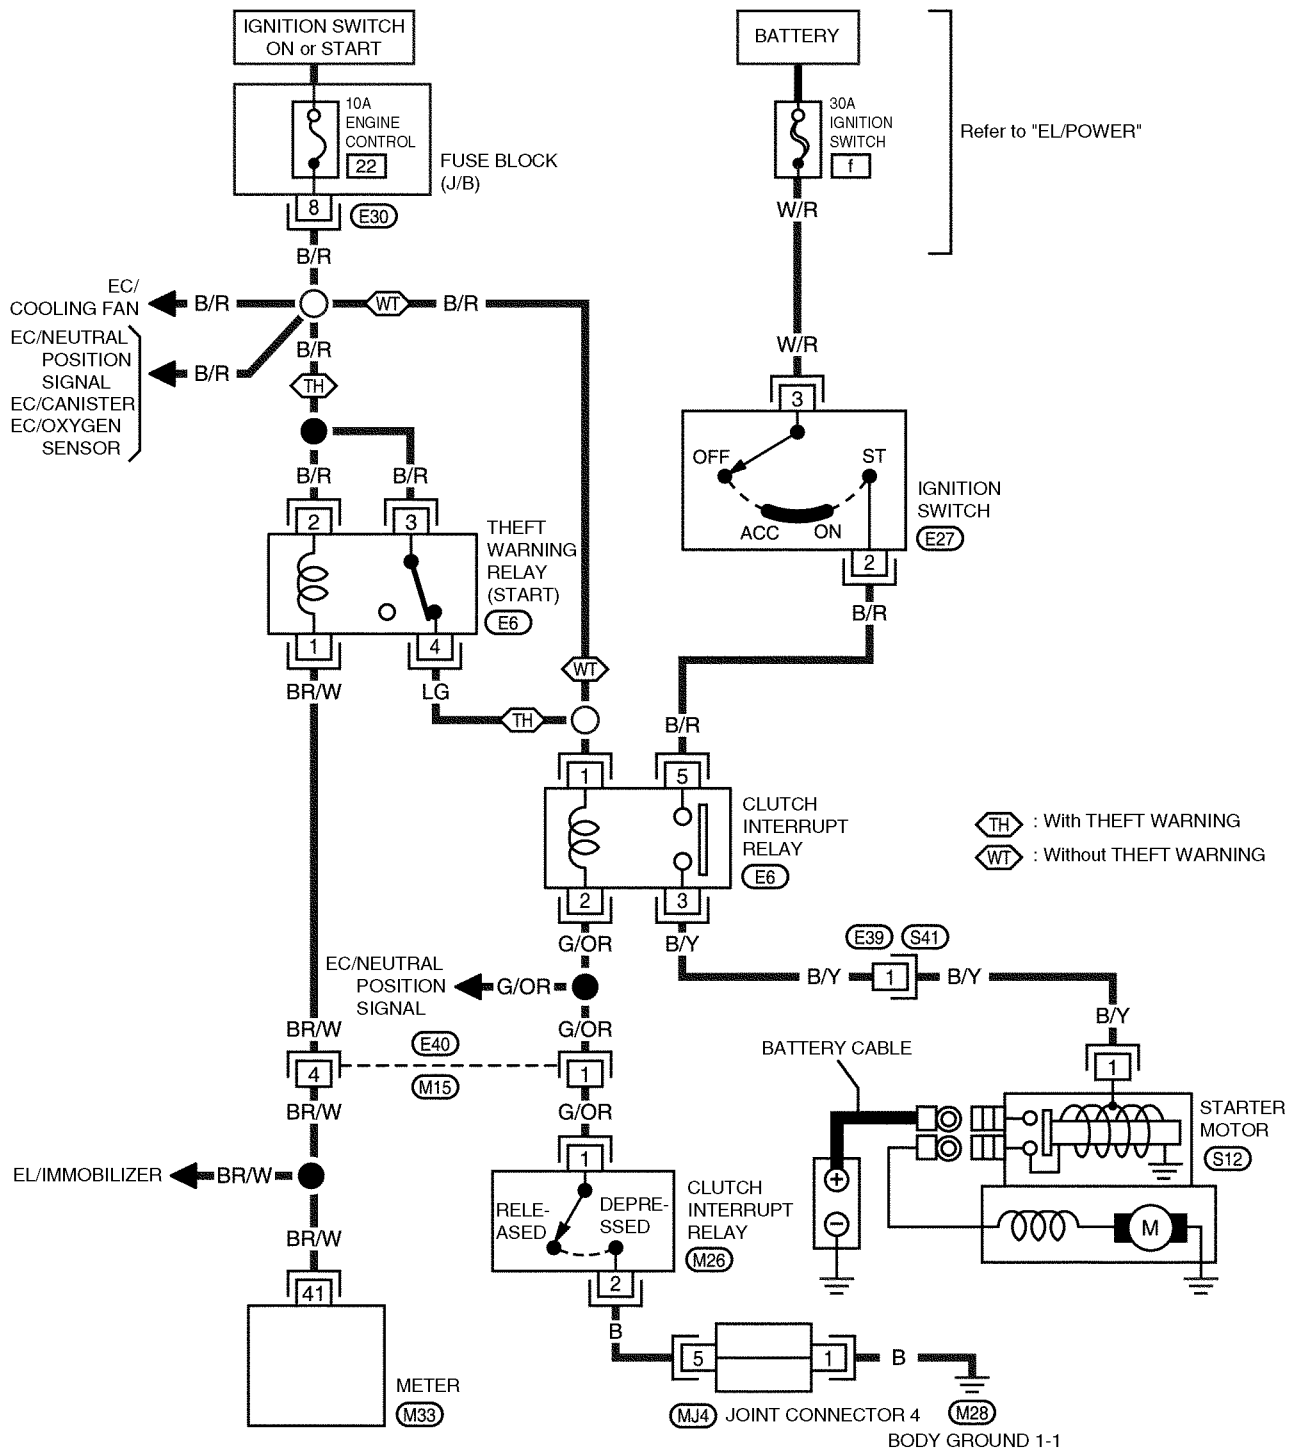 IGNITION SWITCH
ON or START
BATTERY
10A
ENGINE
CONTROL
22
FUSE BLOCK
(J/B)
30A
IGNITION
SWITCH
f
Refer to "EL/POWER"
8
E30
W/R
B/R
EC/
COOLING FAN
B/R
WT
B/R
EC/NEUTRAL
POSITION
SIGNAL
EC/CANISTER
EC/OXYGEN
SENSOR
B/R
B/R
TH
W/R
3
OFF
ST
ACC
ON
IGNITION
SWITCH
E27
2
B/R
B/R
B/R
2
3
THEFT
WARNING
RELAY
(START)
E6
1
4
BR/W
LG
WT
TH
B/R
1
5
CLUTCH
INTERRUPT
RELAY
E6
TH
: With THEFT WARNING
WT
: Without THEFT WARNING
2
3
G/OR
B/Y
E39
S41
EC/NEUTRAL
POSITION
SIGNAL
G/OR
B/Y
1
B/Y
B/Y
BR/W
G/OR
E40
M15
4
1
BATTERY CABLE
1
BR/W
G/OR
STARTER
MOTOR
S12
1
EL/IMMOBILIZER
BR/W
RELE-
ASED
DEPRE-
SSED
CLUTCH
INTERRUPT
RELAY
M26
+
−
M
BR/W
2
41
B
5
1
B
METER
M33
MJ4
JOINT CONNECTOR 4
M28
BODY GROUND 1-1